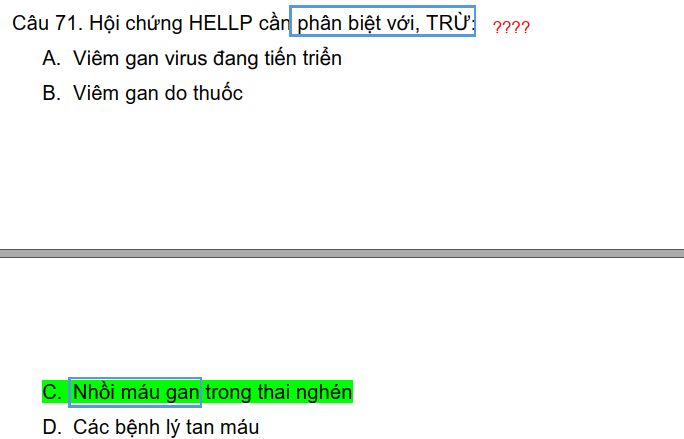 Câu 71. Hội chứng HELLP cần phân biệt với, TRỪ: ????
A. Viêm gan virus đang tiến triển
B. Viêm gan do thuốc
C. Nhồi máu gan trong thai nghén
D. Các bệnh lý tan máu